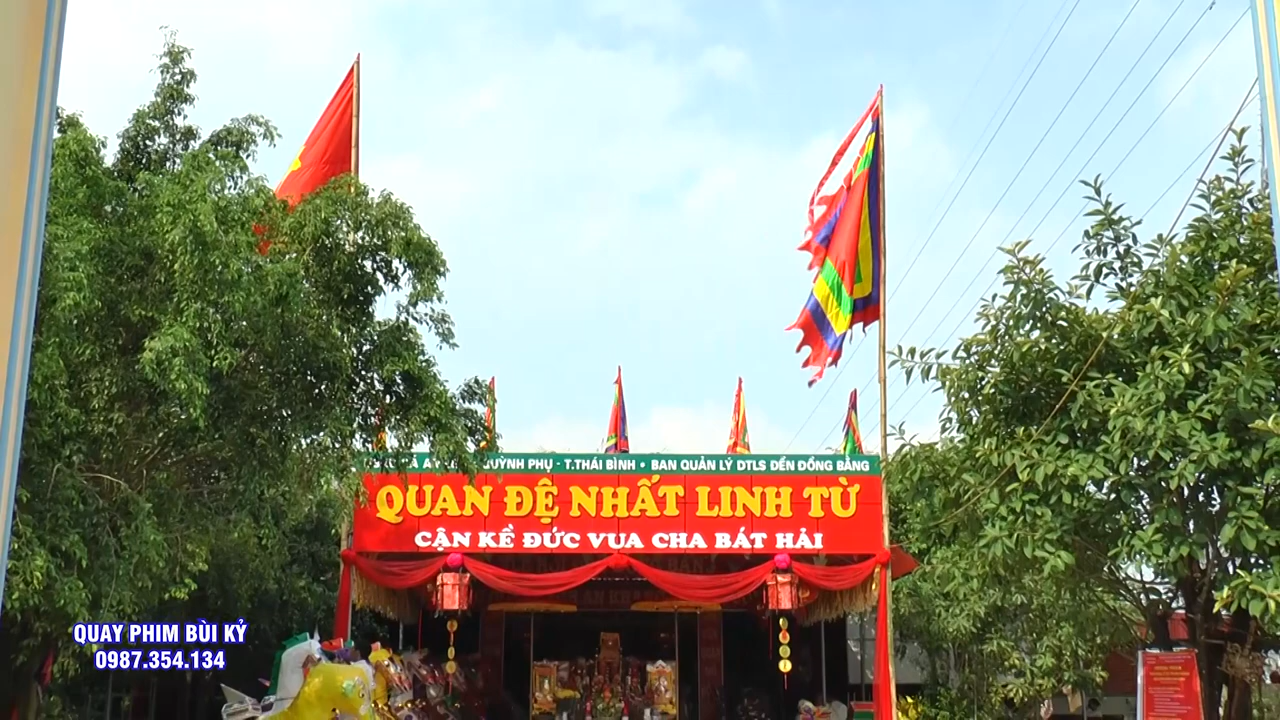 QUỲNH PHỤ - T.THÁI BÌNH • BAN QUẢN LÝ DTLS ĐỀN ĐỒNG BẰNG
QUAN ĐỆ NHẤT LINH TỪ
CẬN KỀ ĐỨC VUA CHA BÁT HẢI
QUAY PHIM BÙI KỶ
0987.354.134